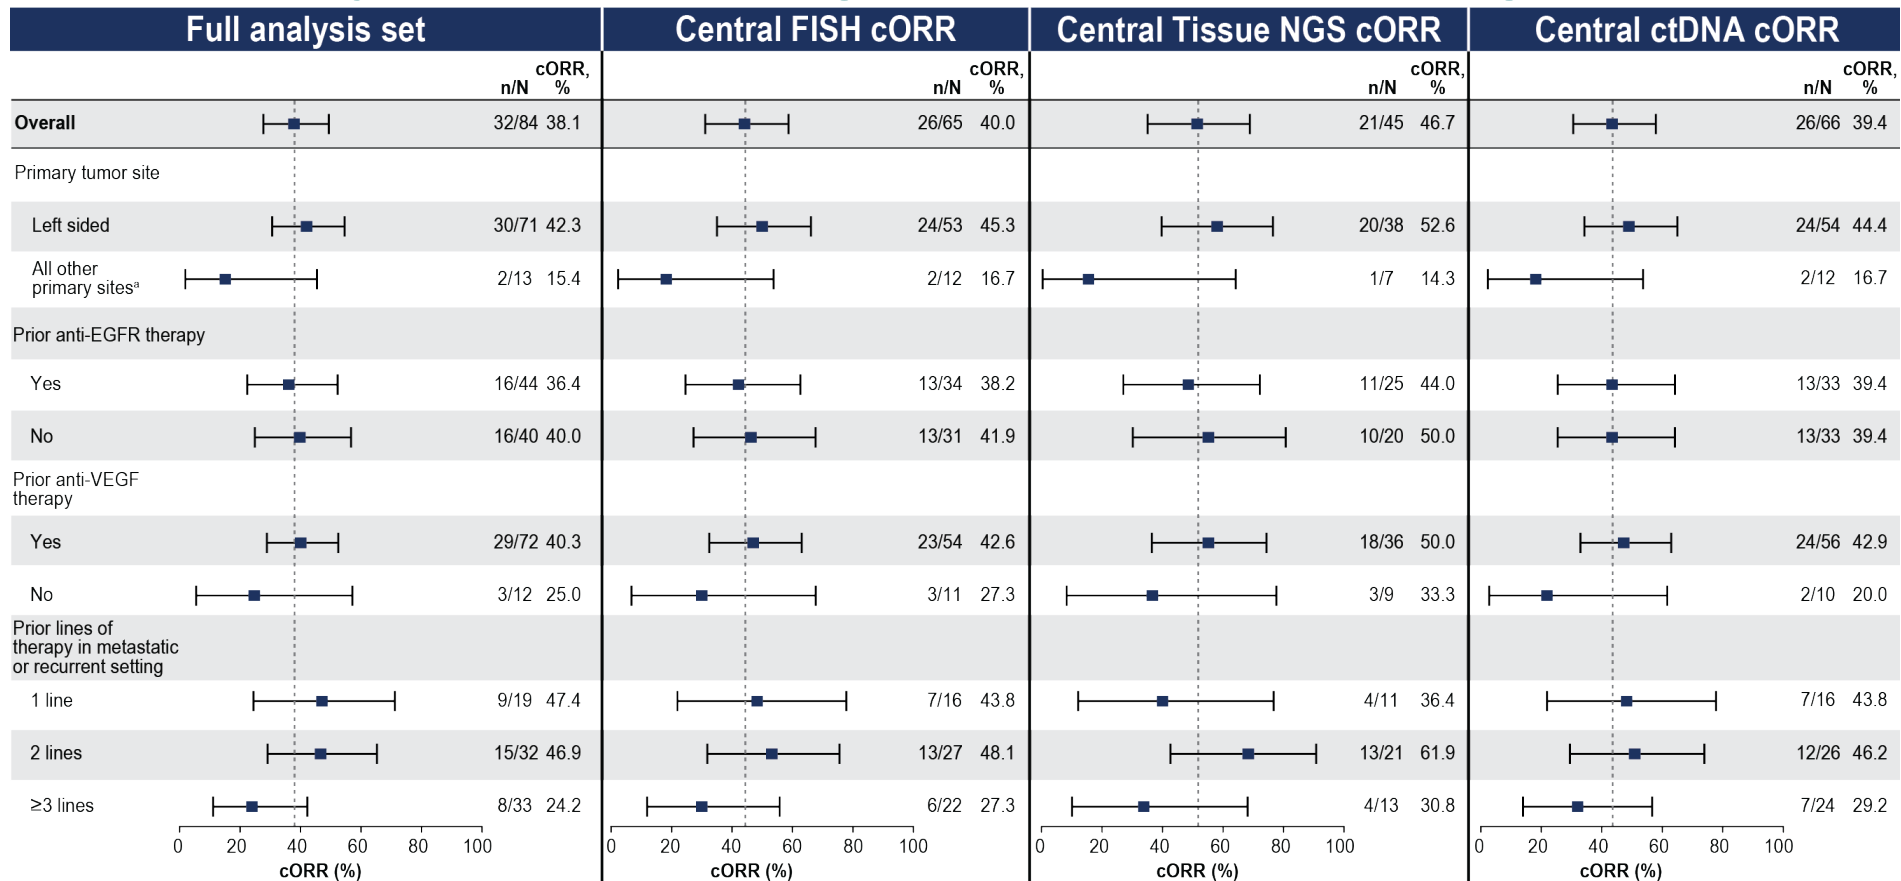 Full analysis set Central FISH cORR Central Tissue NGS cORR Central ctDNA cORR
n/N cORR, % n/N cORR, % n/N cORR, % n/N cORR, %
Overall 32/84 38.1 26/65 40.0 21/45 46.7 26/66 39.4
Primary tumor site
Left sided 30/71 42.3 24/53 45.3 20/38 52.6 24/54 44.4
All other
primary sitesᵃ 2/13 15.4 2/12 16.7 1/7 14.3 2/12 16.7
Prior anti-EGFR therapy
Yes 16/44 36.4 13/34 38.2 11/25 44.0 13/33 39.4
No 16/40 40.0 13/31 41.9 10/20 50.0 13/33 39.4
Prior anti-VEGF
therapy
Yes 29/72 40.3 23/54 42.6 18/36 50.0 24/56 42.9
No 3/12 25.0 3/11 27.3 3/9 33.3 2/10 20.0
Prior lines of
therapy in metastatic
or recurrent setting
1 line 9/19 47.4 7/16 43.8 4/11 36.4 7/16 43.8
2 lines 15/32 46.9 13/27 48.1 13/21 61.9 12/26 46.2
≥3 lines 8/33 24.2 6/22 27.3 4/13 30.8 7/24 29.2
0 20 40 60 80 100 0 20 40 60 80 100 0 20 40 60 80 100 0 20 40 60 80 100
cORR (%) cORR (%) cORR (%) cORR (%)